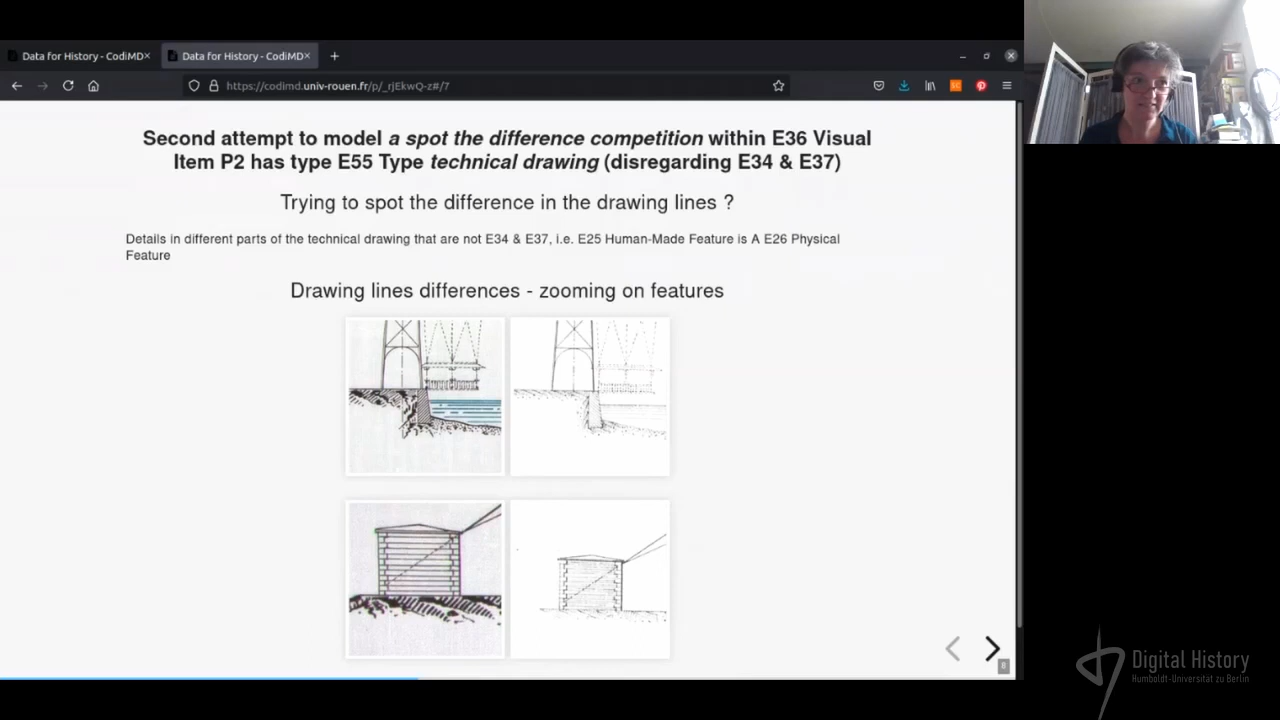 Data for History - CodiMD×
Data for History - CodiMD×
https://codimd.univ-rouen.fr/p/_rjEkwQ-z#/7
Second attempt to model a spot the difference competition within E36 Visual
Item P2 has type E55 Type technical drawing (disregarding E34 & E37)
Trying to spot the difference in the drawing lines ?
Details in different parts of the technical drawing that are not E34 & E37, i.e. E25 Human-Made Feature is A E26 Physical
Feature
Drawing lines differences - zooming on features
8
Digital History
Humboldt-Universität zu Berlin